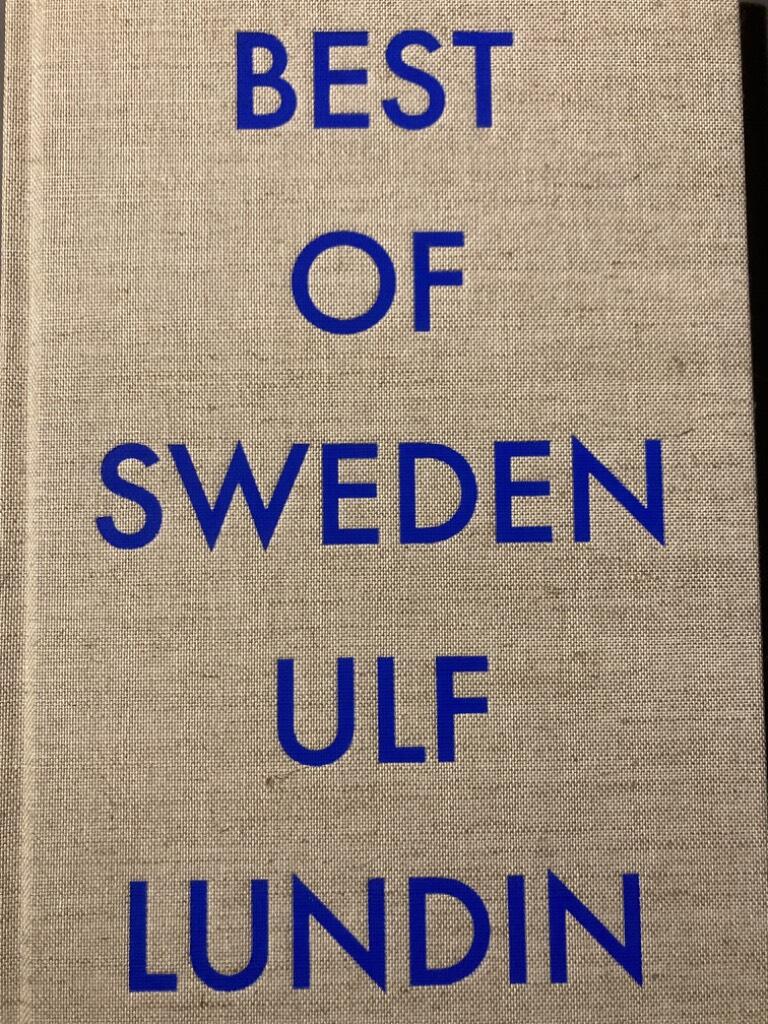 BEST
OF
SWEDEN
ULF
LUNDIN